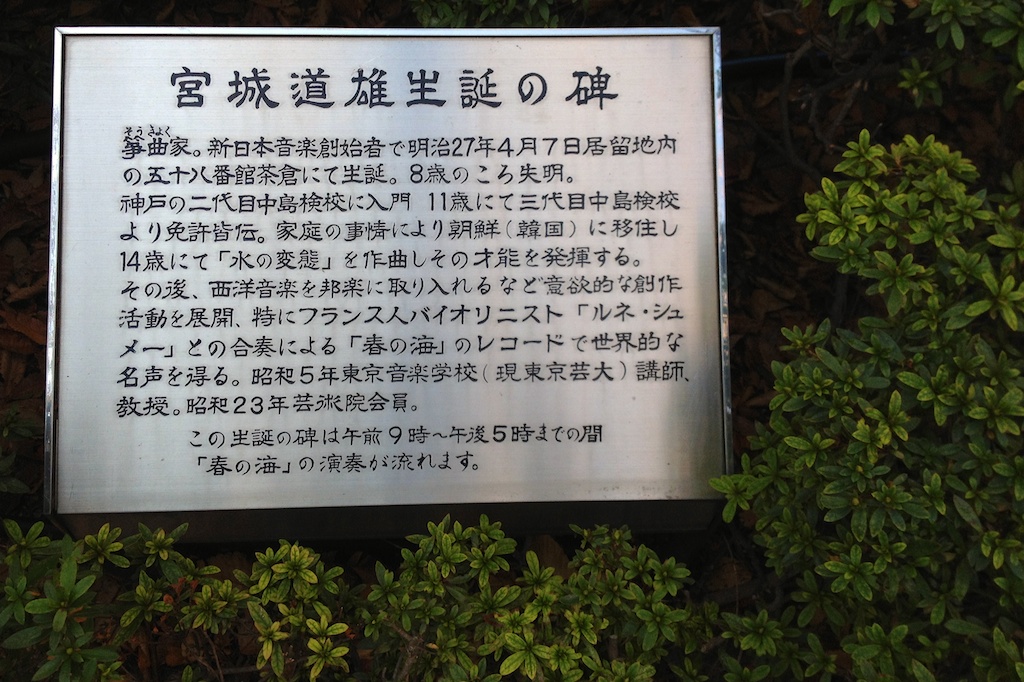 宮城道雄生誕の碑
そうきょく
箏曲家。新日本音楽創始者で明治27年4月7日居留地内
の五十八番館茶倉にて生誕。8歳のころ失明。
神戸の二代目中島検校に入門 11歳にて三代目中島検校
より免許皆伝。家庭の事情により朝鮮(韓国)に移住し
14歳にて「水の変態」を作曲しその才能を発揮する。
その後、西洋音楽を邦楽に取り入れるなど意欲的な創作
活動を展開、特にフランス人バイオリニスト「ルネ・シュ
メー」との合奏による「春の海」のレコードで世界的な
名声を得る。昭和5年東京音楽学校(現東京芸大)講師、
教授。昭和23年芸術院会員。
この生誕の碑は午前9時～午後5時までの間
「春の海」の演奏が流れます。